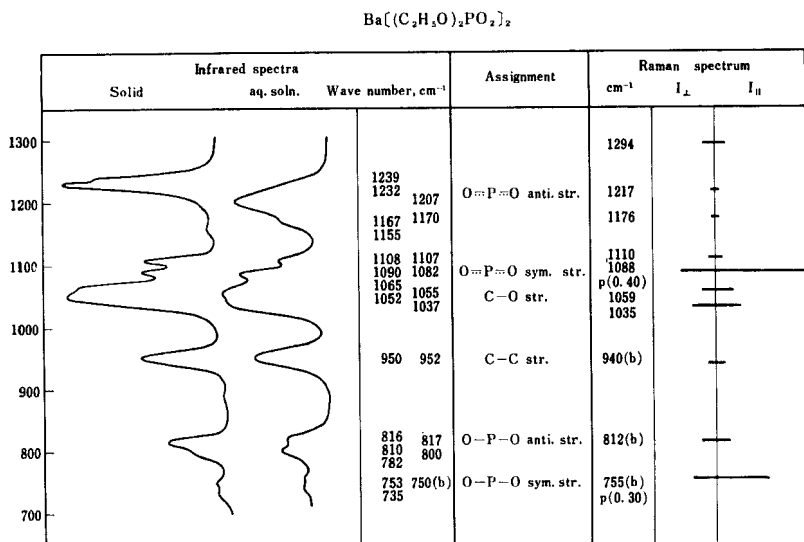 Ba[(C₂H₅O)₂PO₂]₂
Infrared spectra Assignment Raman spectrum
Solid aq. soln. Wave number, cm⁻¹ cm⁻¹ I⊥ I∥
1300 1294
1239
1232 O=P=O anti. str. 1217
1200 1207
1167 1170 1176
1155
1108 1107 1110
1100 1090 1082 O=P=O sym. str. 1088
p(0.40)
1065
1052 1055 C−O str. 1059
1000 1037 1035
950 952 C−C str. 940(b)
900
816 817 O−P−O anti. str. 812(b)
800 810 800
782
753 750(b) O−P−O sym. str. 755(b)
735 p(0.30)
700